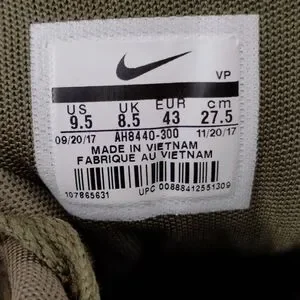 VP
US UK EUR cm
9.5 8.5 43 27.5
09/20/17 AH8440-300 11/20/17
MADE IN VIETNAM
FABRIQUE AU VIETNAM
107865631
UPC 00888412551309